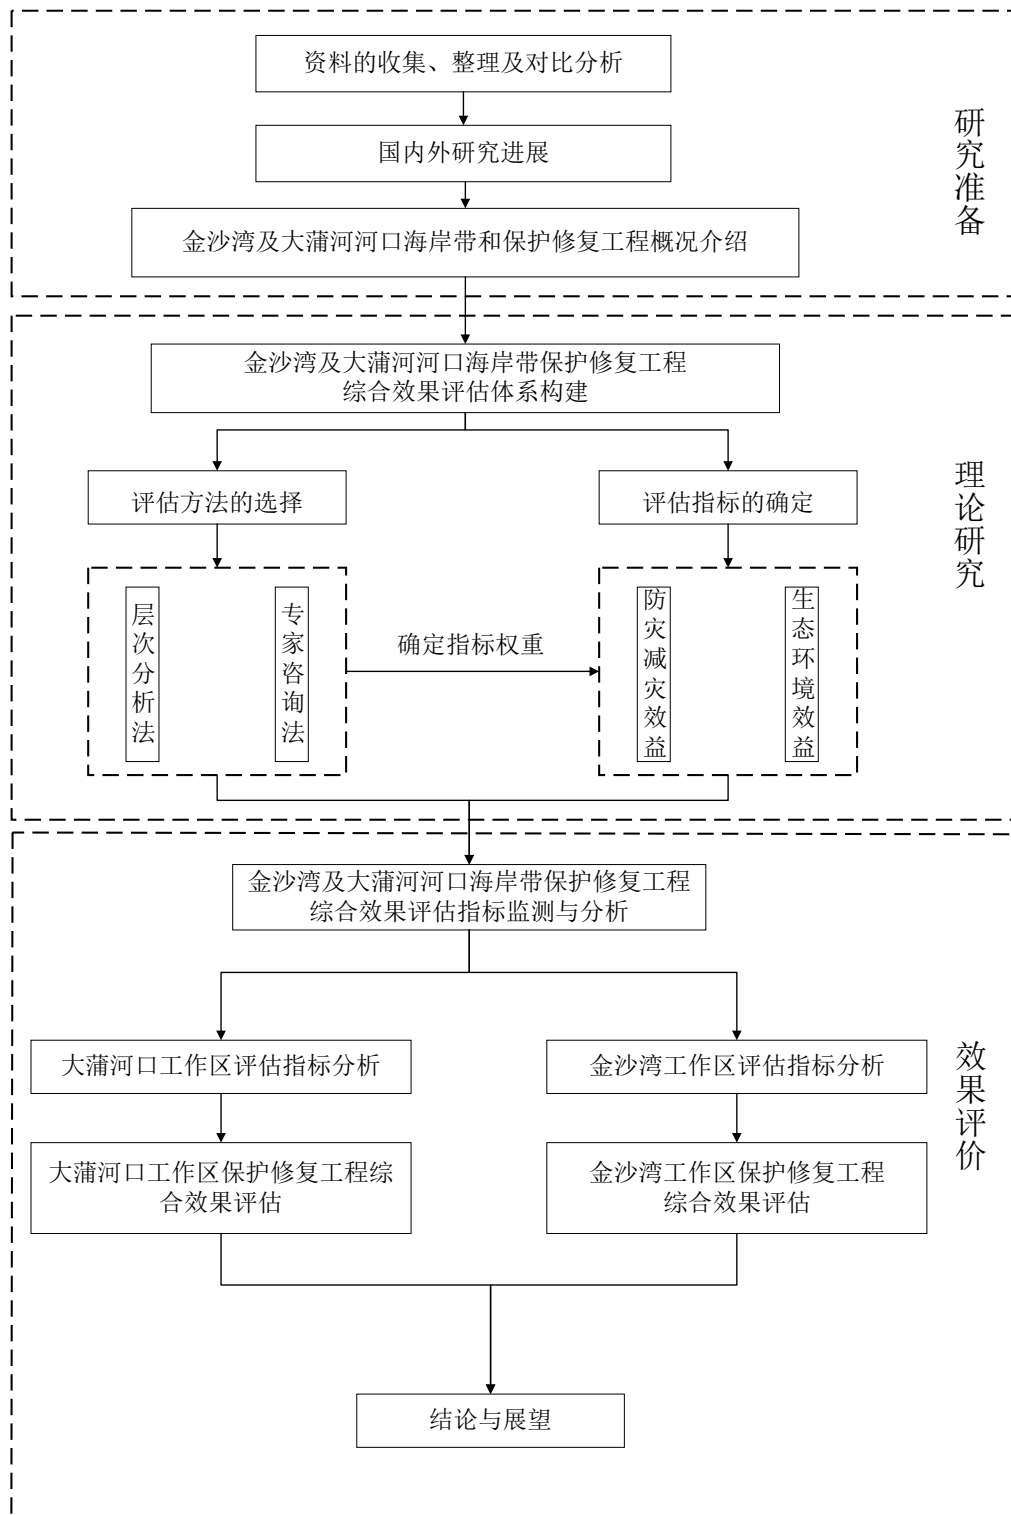 资料的收集、整理及对比分析
国内外研究进展
金沙湾及大蒲河河口海岸带和保护修复工程概况介绍
研究准备
金沙湾及大蒲河河口海岸带保护修复工程
综合效果评估体系构建
评估方法的选择
评估指标的确定
层次分析法
专家咨询法
确定指标权重
防灾减灾效益
生态环境效益
理论研究
金沙湾及大蒲河河口海岸带保护修复工程
综合效果评估指标监测与分析
大蒲河口工作区评估指标分析
金沙湾工作区评估指标分析
大蒲河口工作区保护修复工程综
合效果评估
金沙湾工作区保护修复工程
综合效果评估
效果评价
结论与展望